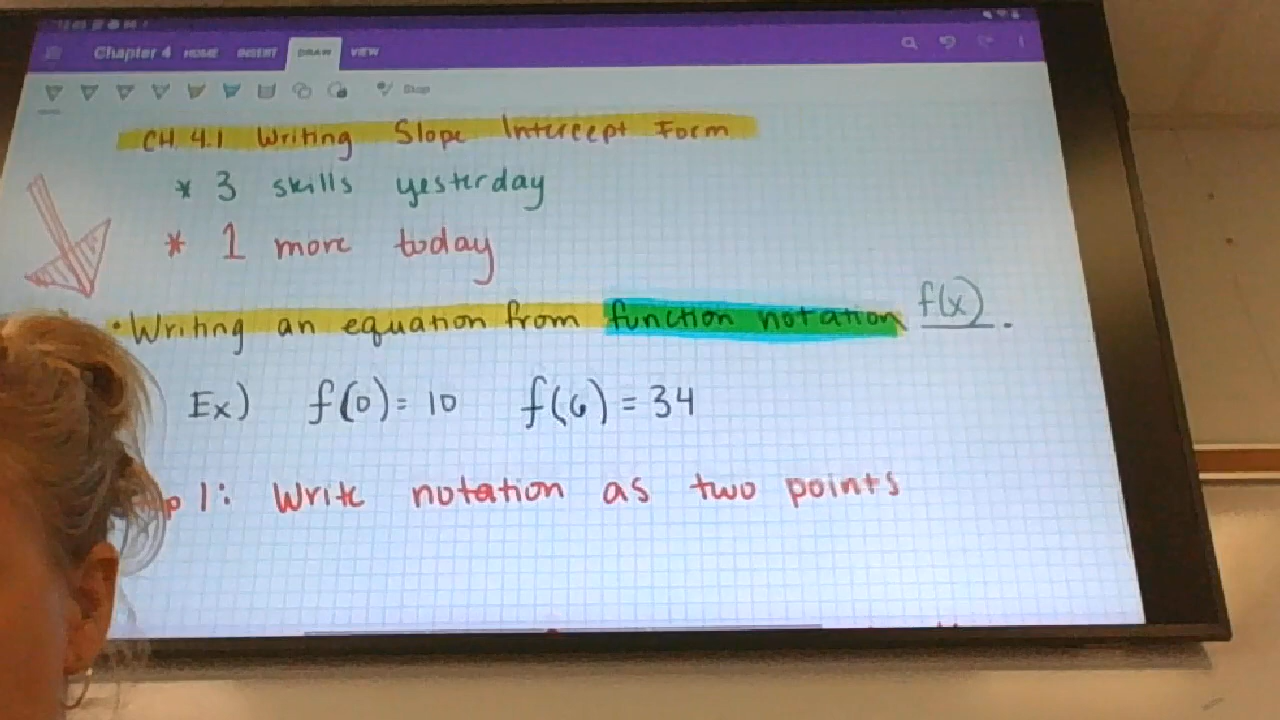 Chapter 4 HOME INSERT DRAW VIEW
Stop
CH 4.1 Writing Slope Intercept Form
* 3 skills yesterday
* 1 more today
• Writing an equation from function notation f(x).
Ex) f(0) = 10 f(6) = 34
p 1: Write notation as two points